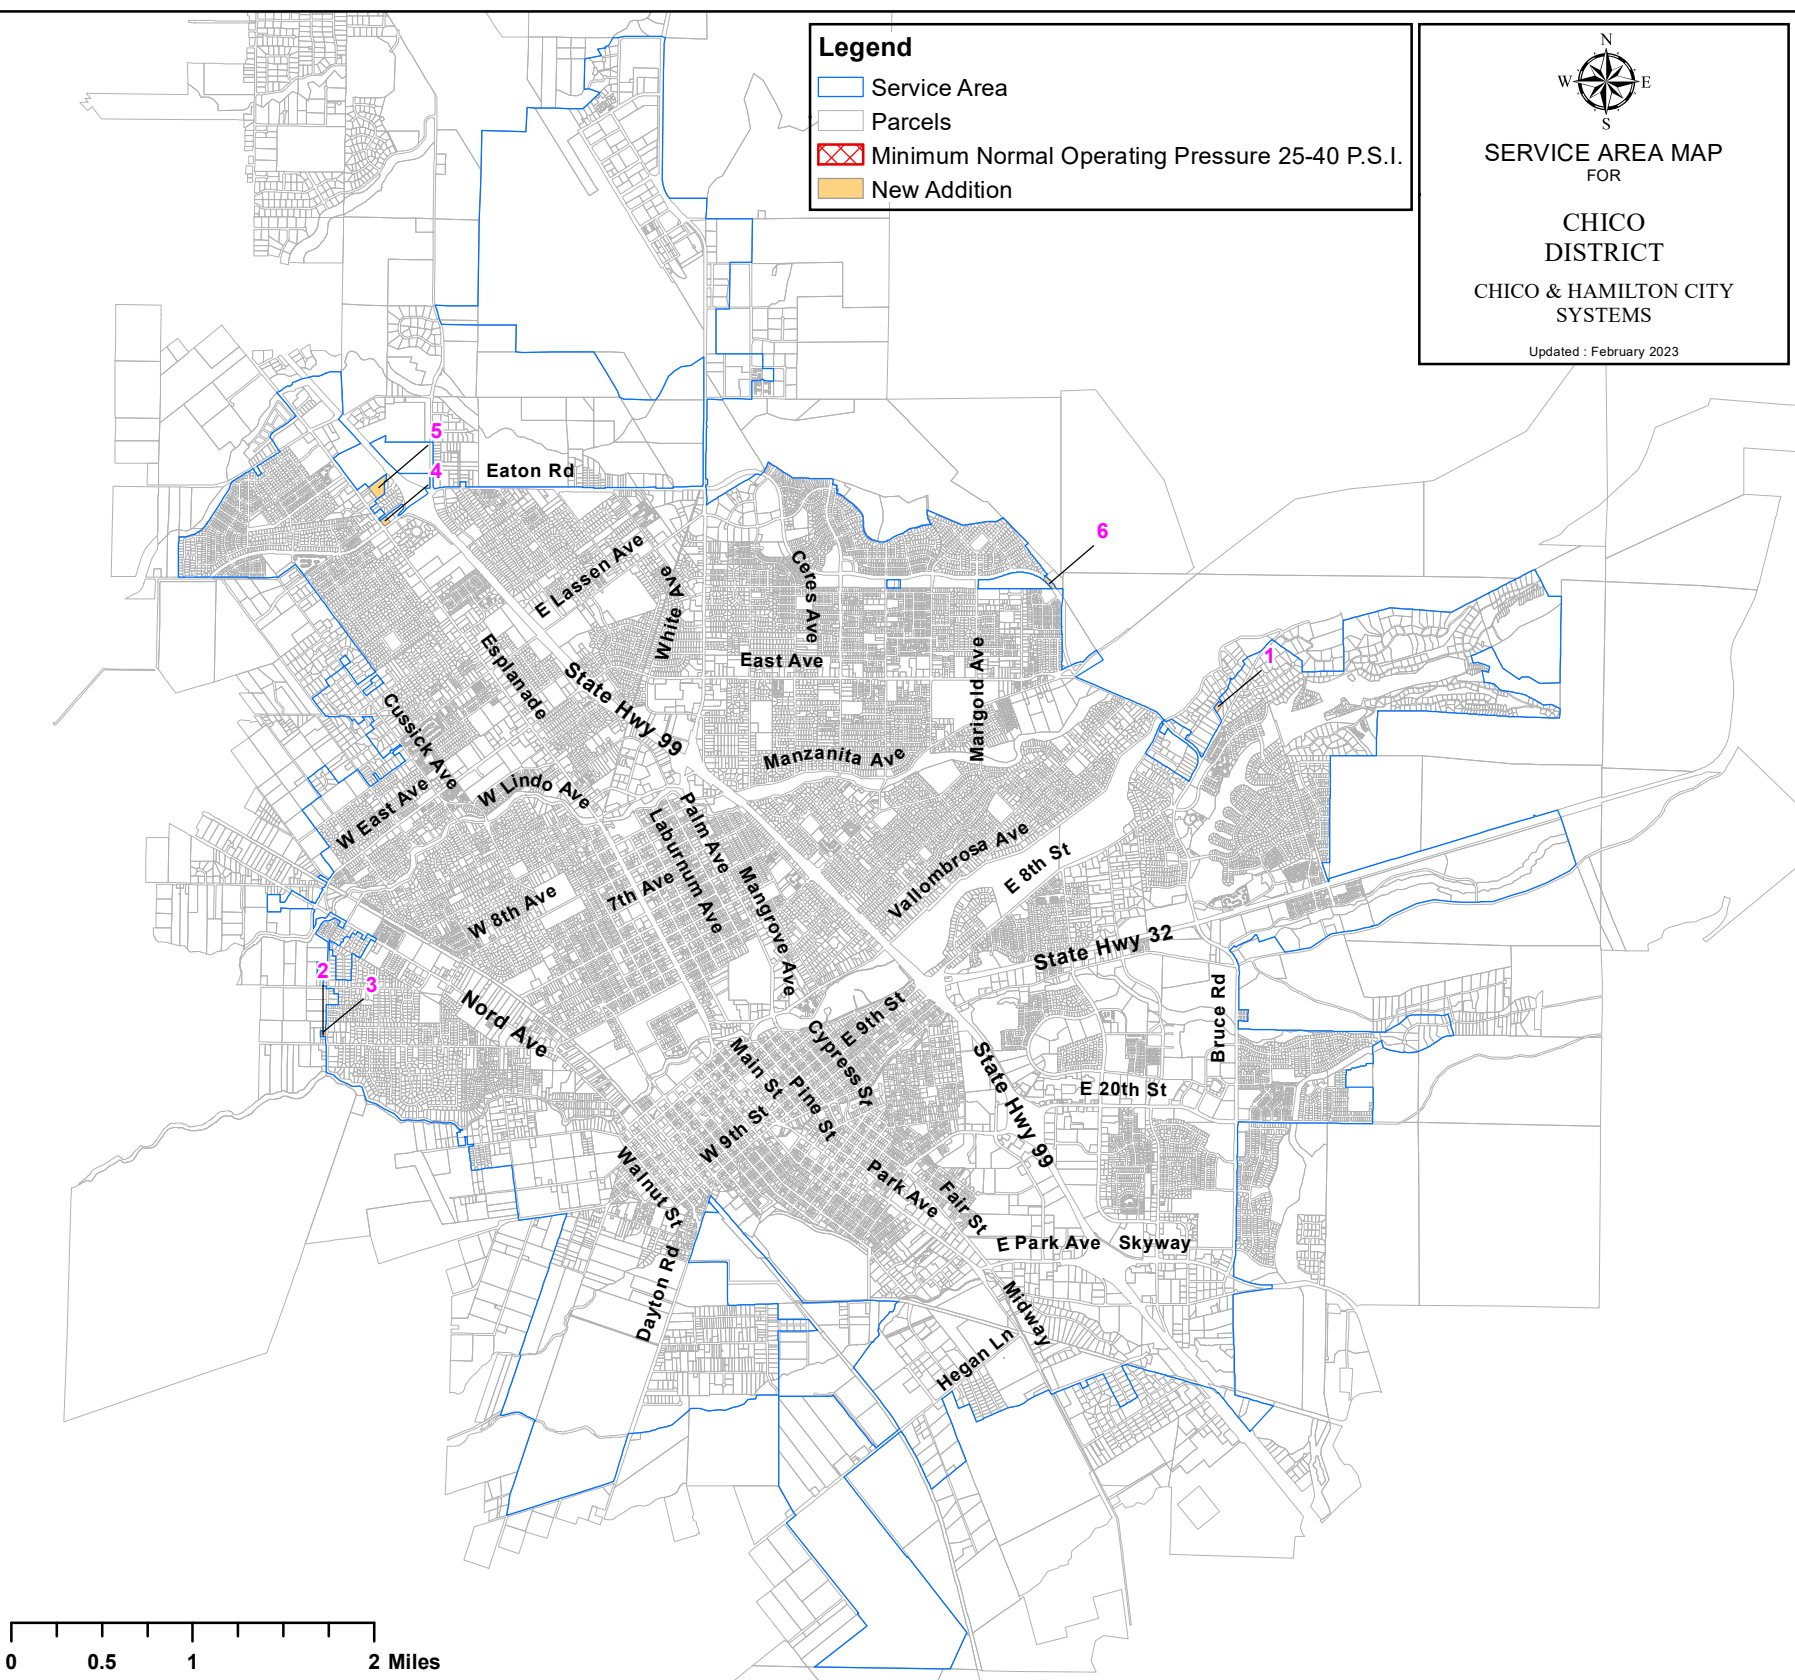 Legend
Service Area
Parcels
Minimum Normal Operating Pressure 25-40 P.S.I.
New Addition
N
W E
S
SERVICE AREA MAP
FOR
CHICO
DISTRICT
CHICO & HAMILTON CITY
SYSTEMS
Updated : February 2023
5
4
Eaton Rd
6
E Lassen Ave
White Ave
Ceres Ave
East Ave
Marigold Ave
1
Esplanade
State Hwy 99
Cussick Ave
Manzanita Ave
W Lindo Ave
W East Ave
Palm Ave
Laburnum Ave
Mangrove Ave
7th Ave
W 8th Ave
Vallombrosa Ave
E 8th St
State Hwy 32
2
3
Nord Ave
Bruce Rd
E 9th St
Cypress St
Main St
Pine St
State Hwy 99
E 20th St
W 9th St
Walnut St
Park Ave
Fair St
E Park Ave
Skyway
Dayton Rd
Midway
Hegan Ln
0 0.5 1 2 Miles